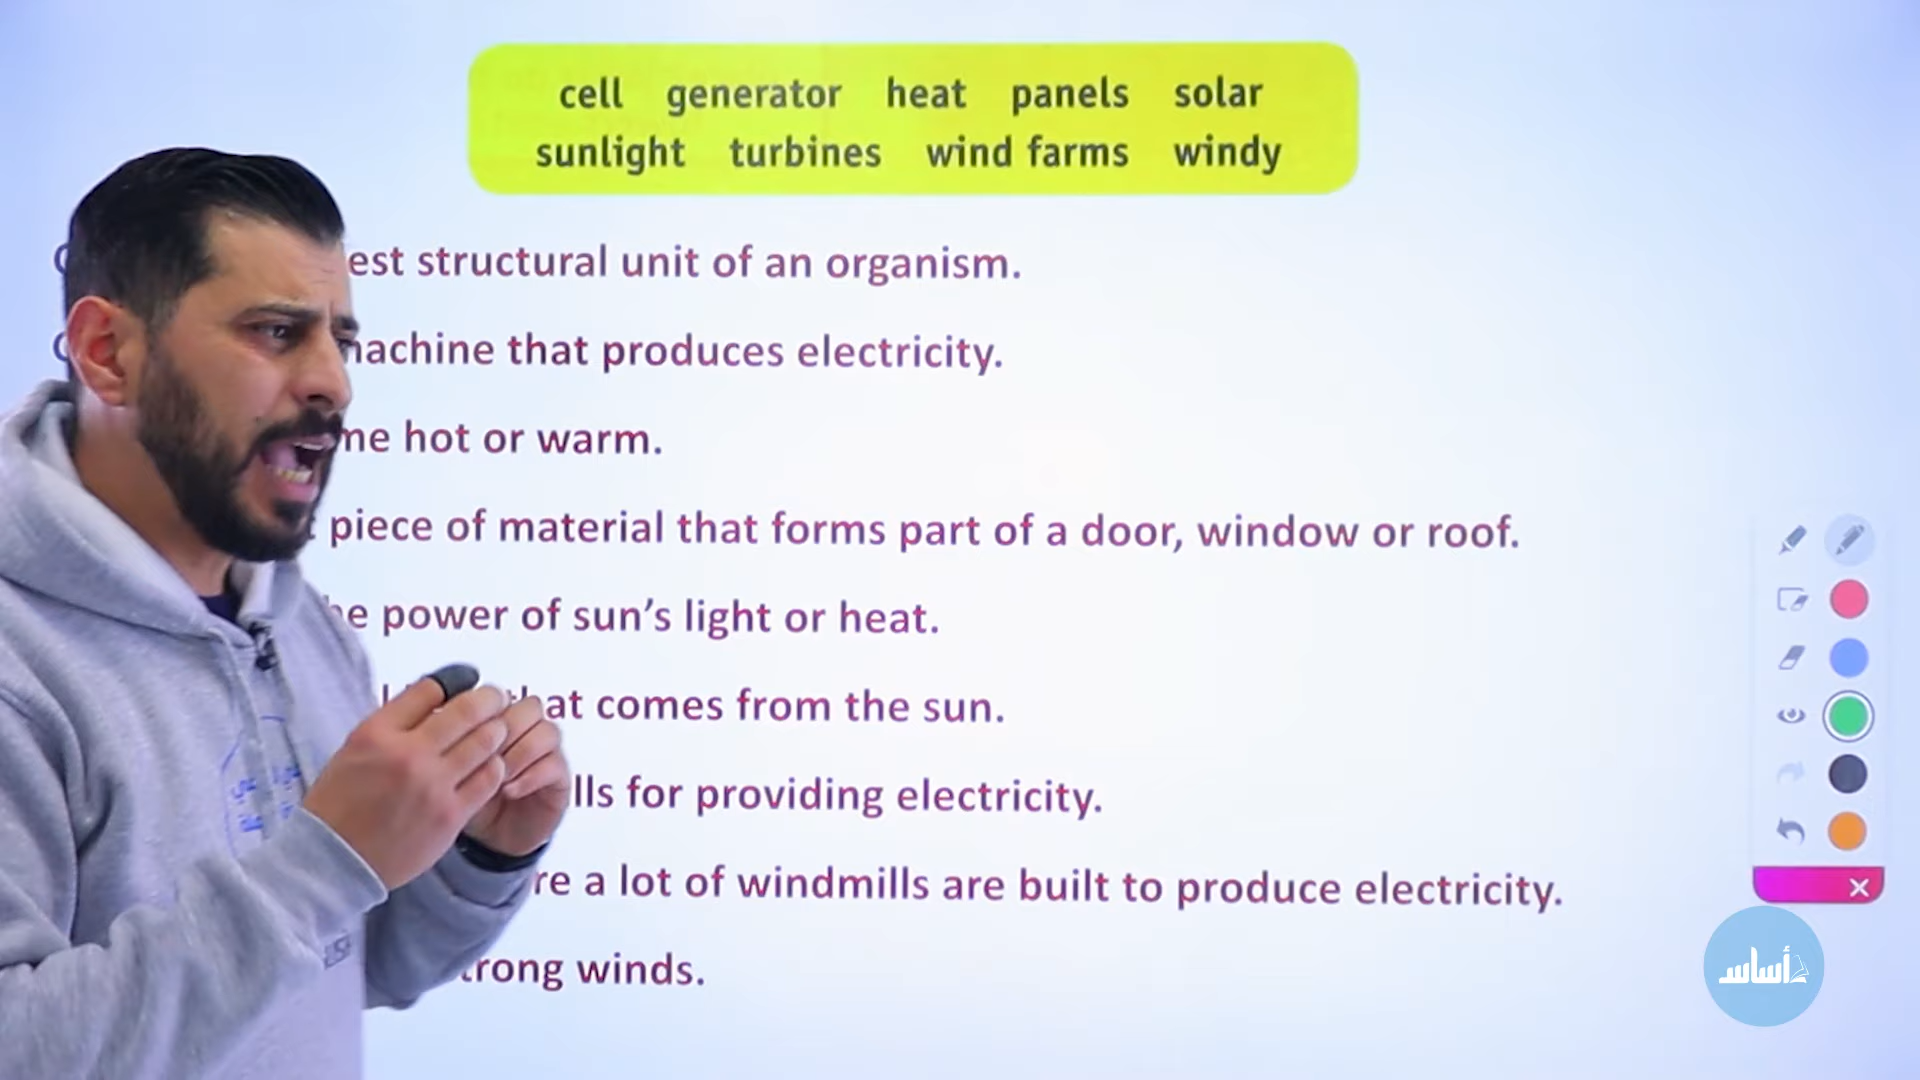 cell generator heat panels solar
sunlight turbines wind farms windy
est structural unit of an organism.
achine that produces electricity.
me hot or warm.
piece of material that forms part of a door, window or roof.
he power of sun's light or heat.
at comes from the sun.
lls for providing electricity.
re a lot of windmills are built to produce electricity.
trong winds.
أساس